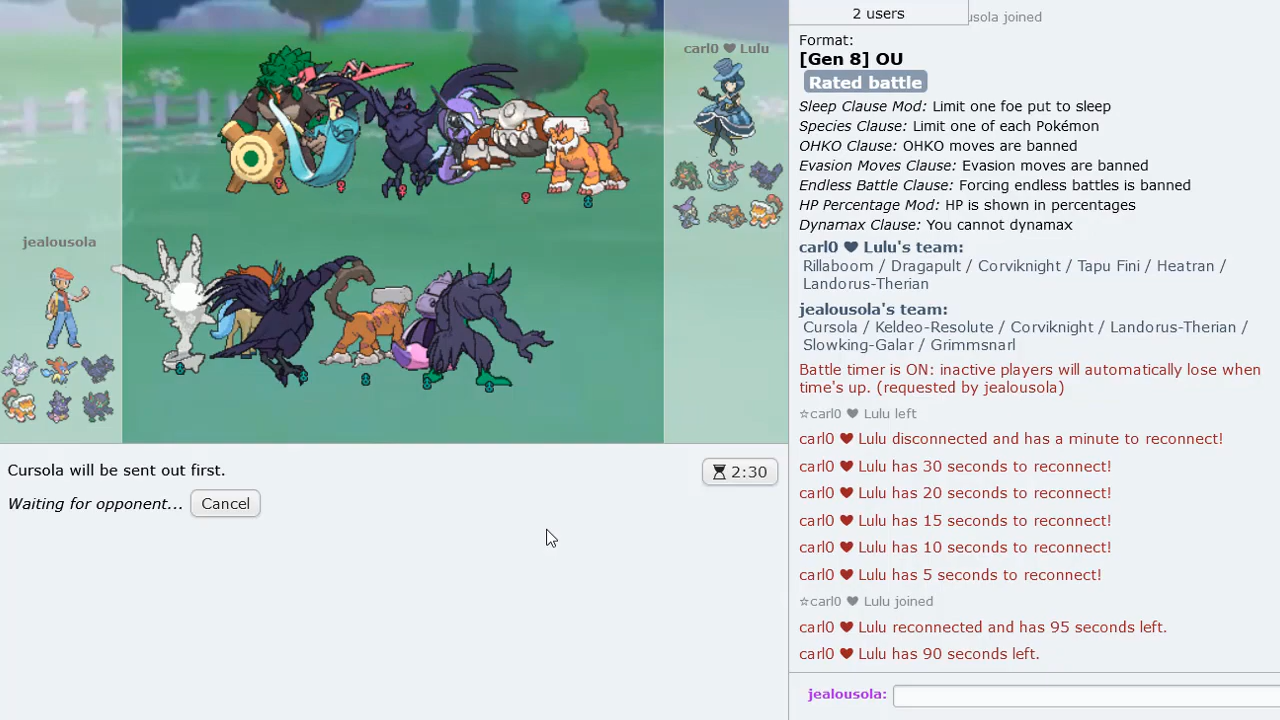 2 users
usola joined
Format:
[Gen 8] OU
Rated battle
Sleep Clause Mod: Limit one foe put to sleep
Species Clause: Limit one of each Pokémon
OHKO Clause: OHKO moves are banned
Evasion Moves Clause: Evasion moves are banned
Endless Battle Clause: Forcing endless battles is banned
HP Percentage Mod: HP is shown in percentages
Dynamax Clause: You cannot dynamax
carl0 ♥ Lulu's team:
Rillaboom / Dragapult / Corviknight / Tapu Fini / Heatran /
Landorus-Therian
jealousola's team:
Cursola / Keldeo-Resolute / Corviknight / Landorus-Therian /
Slowking-Galar / Grimmsnarl
Battle timer is ON: inactive players will automatically lose when
time's up. (requested by jealousola)
☆carl0 ♥ Lulu left
carl0 ♥ Lulu disconnected and has a minute to reconnect!
carl0 ♥ Lulu has 30 seconds to reconnect!
carl0 ♥ Lulu has 20 seconds to reconnect!
carl0 ♥ Lulu has 15 seconds to reconnect!
carl0 ♥ Lulu has 10 seconds to reconnect!
carl0 ♥ Lulu has 5 seconds to reconnect!
☆carl0 ♥ Lulu joined
carl0 ♥ Lulu reconnected and has 95 seconds left.
carl0 ♥ Lulu has 90 seconds left.
jealousola:
carl0 ♥ Lulu
jealousola
Cursola will be sent out first.
2:30
Waiting for opponent... Cancel